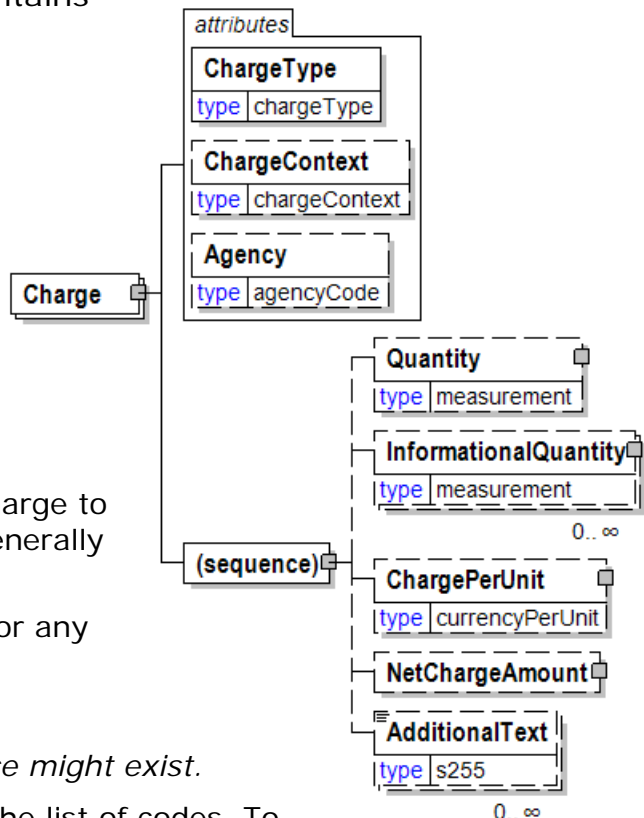 ntains
attributes
ChargeType
type chargeType
ChargeContext
type chargeContext
Agency
type agencyCode
Charge
Quantity
type measurement
InformationalQuantity
type measurement
0..∞
arge to
enerally
(sequence)
ChargePerUnit
type currencyPerUnit
or any
NetChargeAmount
AdditionalText
type s255
ce might exist.
he list of codes. To
0..∞